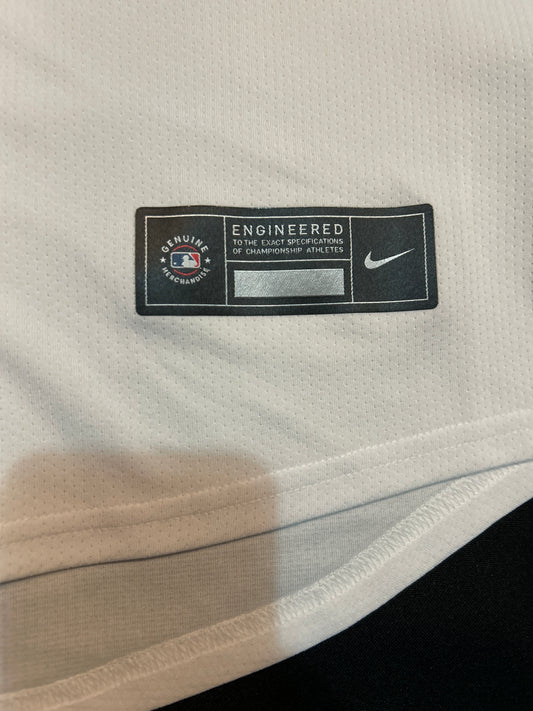 GENUINE
MERCHANDISE
ENGINEERED
TO THE EXACT SPECIFICATIONS
OF CHAMPIONSHIP ATHLETES